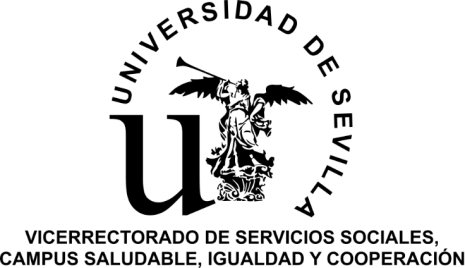 UNIVERSIDAD DE SEVILLA
u
VICERRECTORADO DE SERVICIOS SOCIALES,
CAMPUS SALUDABLE, IGUALDAD Y COOPERACIÓN